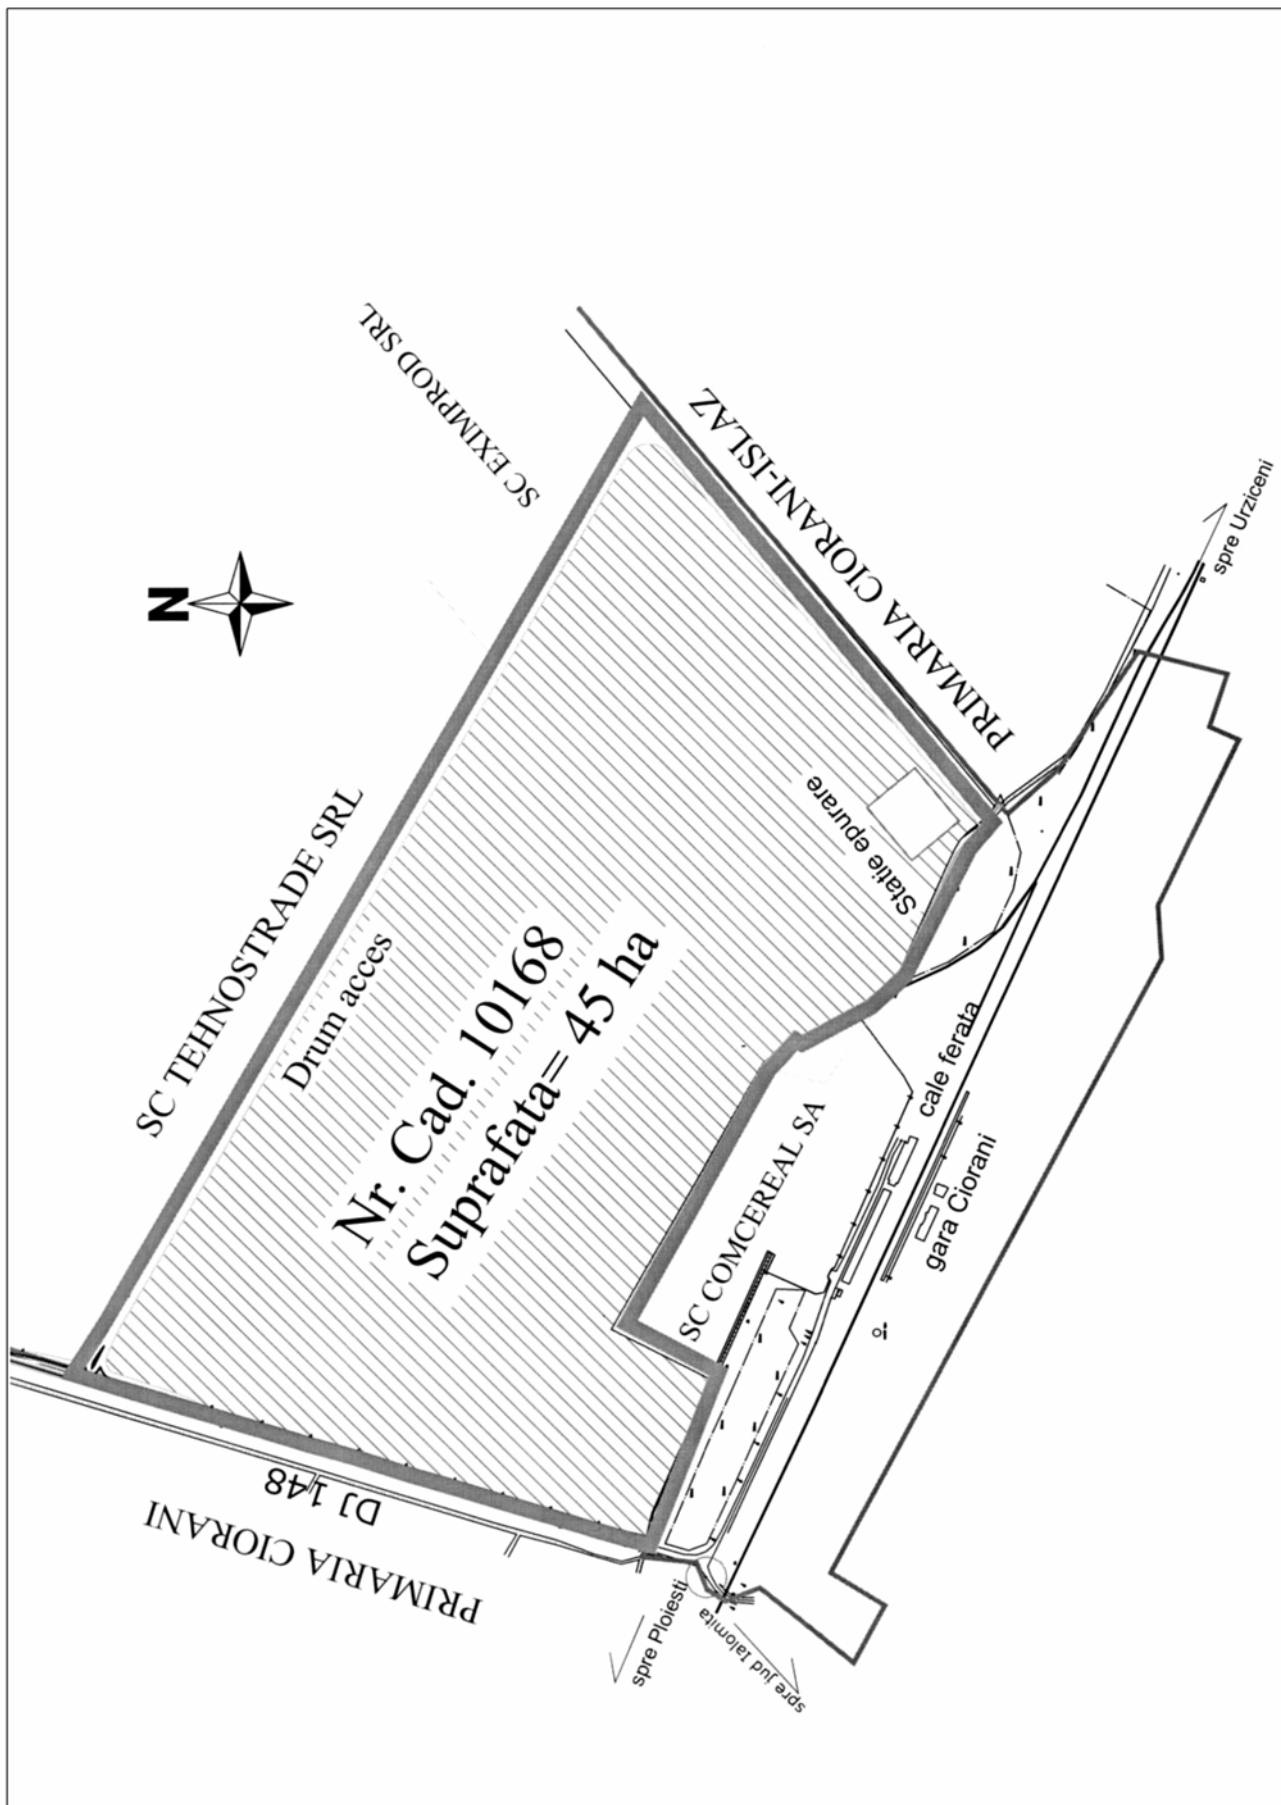 N
SC EXIMPROD SRL
SC TEHNOSTRADE SRL
Drum acces
Nr. Cad. 10168
Suprafata= 45 ha
PRIMARIA CIORANI-ISLAZ
Statie epurare
spre Urziceni
SC COMCEREAL SA
cale ferata
gara Ciorani
DJ 148
PRIMARIA CIORANI
spre Ploiesti
spre jud Ialomita